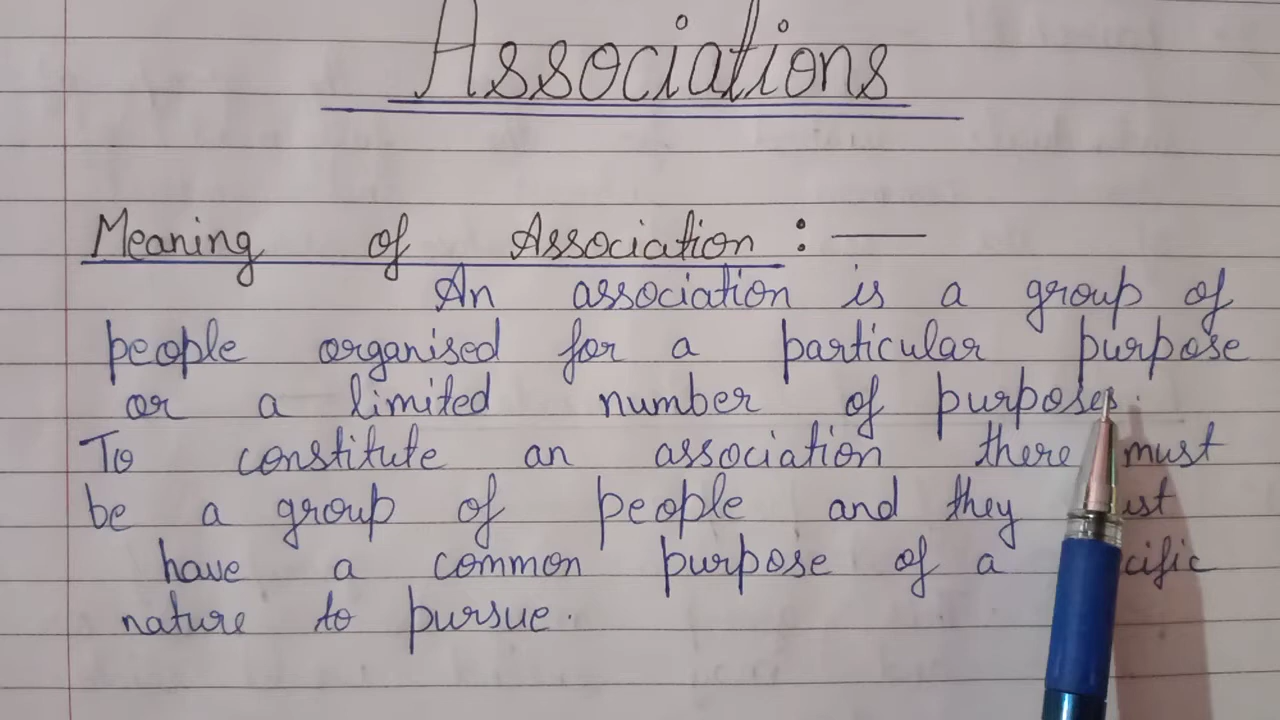 Associations
Meaning of Association : —
An association is a group of
people organised for a particular purpose
or a limited number of purposes.
To constitute an association there must
be a group of people and they
have a common purpose of a
nature to pursue.